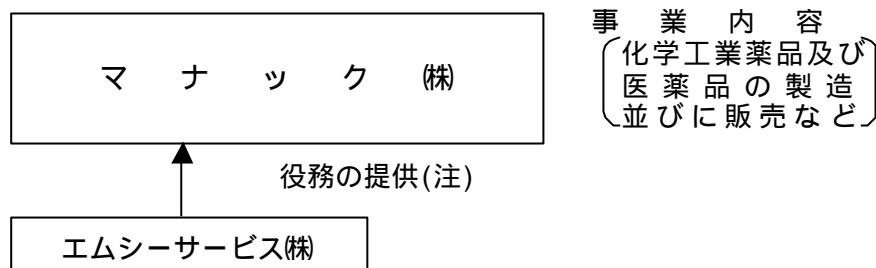 マナック㈱
事業内容
化学工業薬品及び
医薬品の製造
並びに販売など
役務の提供(注)
エムシーサービス㈱